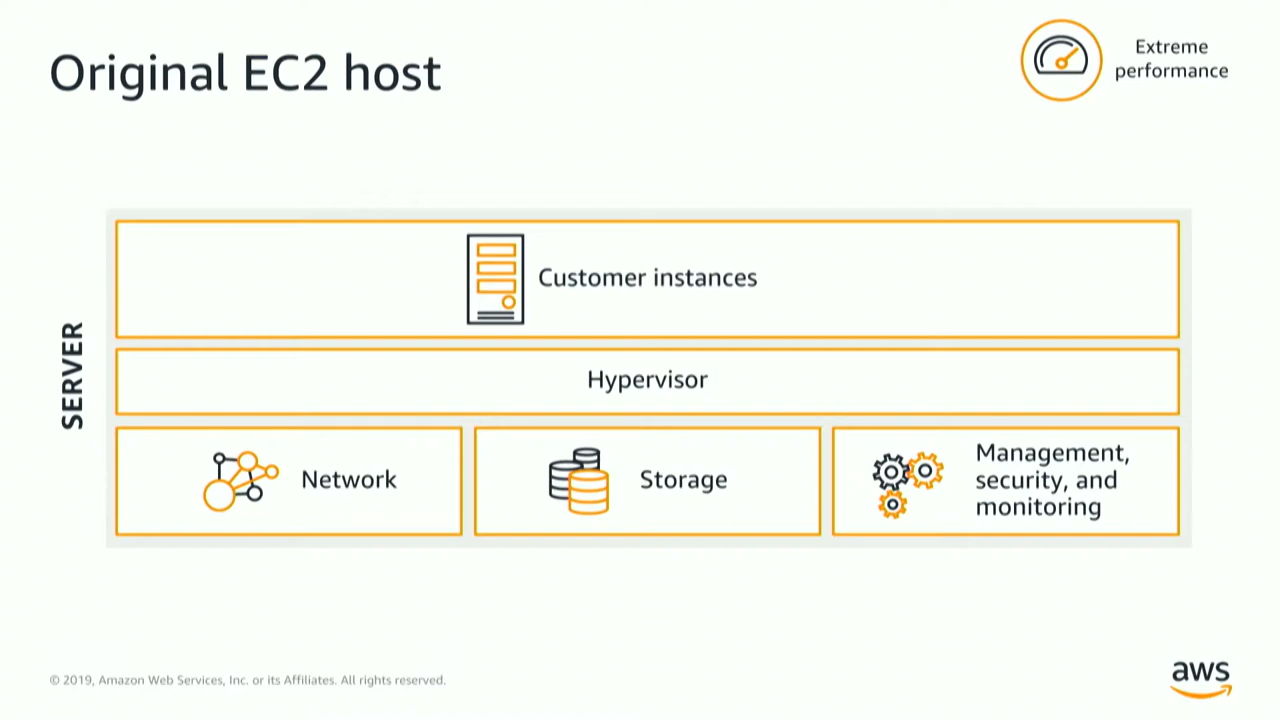 Original EC2 host
Extreme
performance
SERVER
Customer instances
Hypervisor
Network
Storage
Management,
security, and
monitoring
© 2019, Amazon Web Services, Inc. or its Affiliates. All rights reserved.
aws